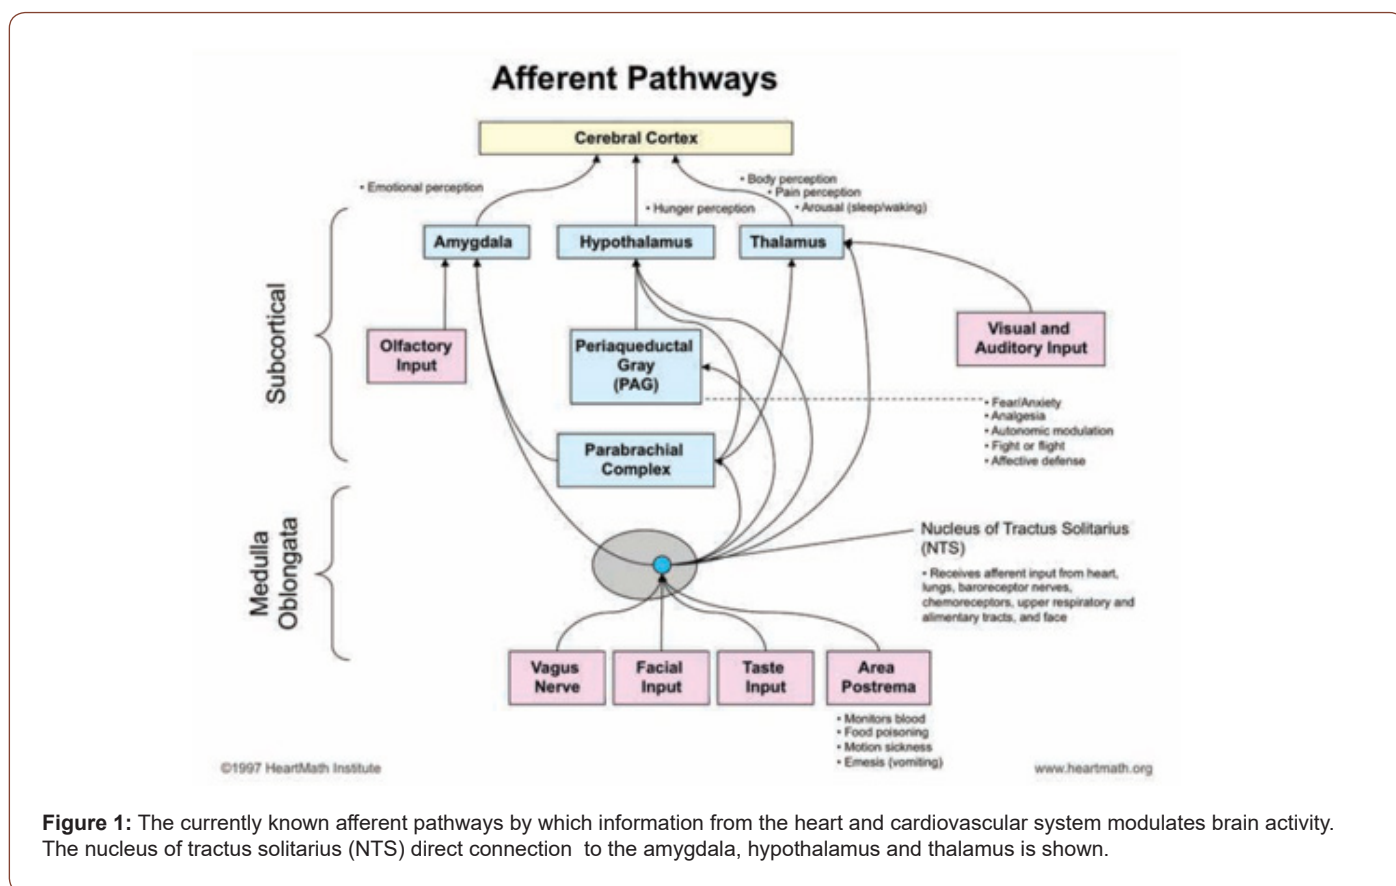 Afferent Pathways
Cerebral Cortex
• Emotional perception
• Body perception
• Pain perception
• Arousal (sleep/waking)
• Hunger perception
Amygdala
Hypothalamus
Thalamus
Subcortical
Olfactory
Input
Periaqueductal
Gray
(PAG)
Visual and
Auditory Input
• Fear/Anxiety
• Analgesia
• Autonomic modulation
• Fight or flight
• Affective defense
Parabrachial
Complex
Medulla
Oblongata
Nucleus of Tractus Solitarius
(NTS)
• Receives afferent input from heart,
lungs, baroreceptor nerves,
chemoreceptors, upper respiratory and
alimentary tracts, and face
Vagus
Nerve
Facial
Input
Taste
Input
Area
Postrema
• Monitors blood
• Food poisoning
• Motion sickness
• Emesis (vomiting)
©1997 HeartMath Institute
www.heartmath.org
Figure 1: The currently known afferent pathways by which information from the heart and cardiovascular system modulates brain activity.
The nucleus of tractus solitarius (NTS) direct connection to the amygdala, hypothalamus and thalamus is shown.